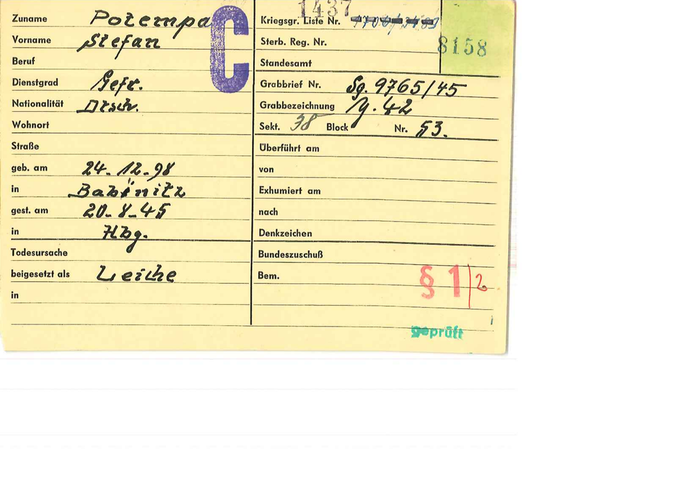 Zuname Potempa
Vorname Stefan
Beruf
Dienstgrad Gefr.
Nationalität Dtsch.
Wohnort
Straße
geb. am 24.12.98
in Babinitz
gest. am 20.8.45
in Hbg.
Todesursache
beigesetzt als Leiche
in
C
1437
Kriegsgr. Liste Nr.
8158
Sterb. Reg. Nr.
Standesamt
Grabbrief Nr. Sg. 9765/45
Grabbezeichnung Y. 42
Sekt. 38 Block Nr. 53.
Überführt am
von
Exhumiert am
nach
Denkzeichen
Bundeszuschuß
Bem.
§ 1/2
geprüft